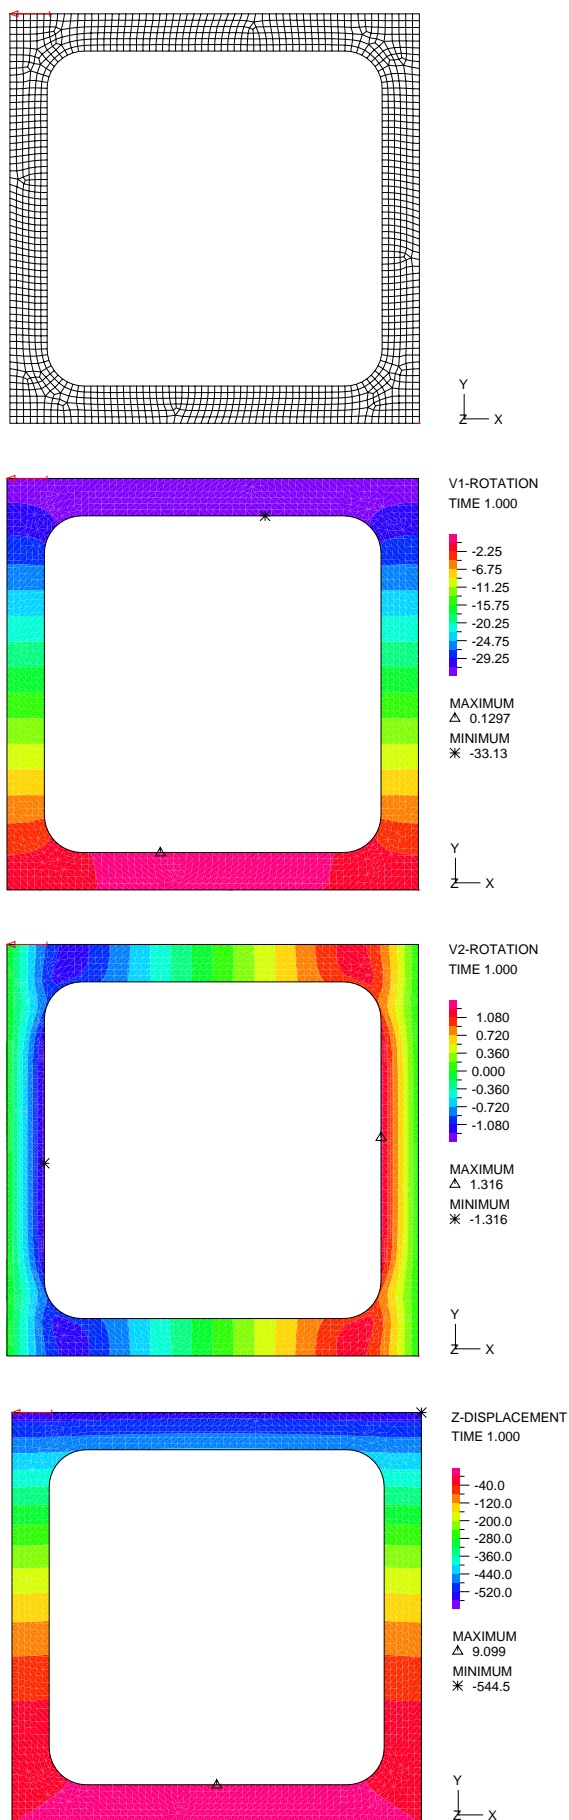 Y
Z X
V1-ROTATION
TIME 1.000
-2.25
-6.75
-11.25
-15.75
-20.25
-24.75
-29.25
MAXIMUM
0.1297
MINIMUM
-33.13
Y
Z X
V2-ROTATION
TIME 1.000
1.080
0.720
0.360
0.000
-0.360
-0.720
-1.080
MAXIMUM
1.316
MINIMUM
-1.316
Y
Z X
Z-DISPLACEMENT
TIME 1.000
-40.0
-120.0
-200.0
-280.0
-360.0
-440.0
-520.0
MAXIMUM
9.099
MINIMUM
-544.5
Y
Z X